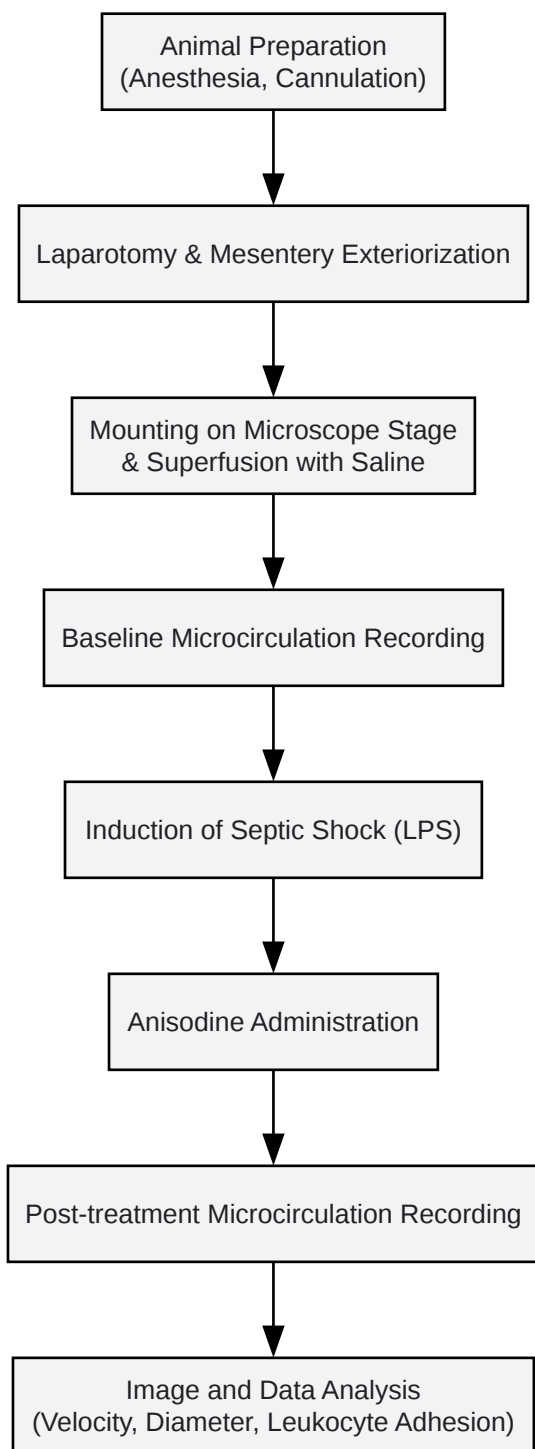 Animal Preparation
(Anesthesia, Cannulation)
Laparotomy & Mesentery Exteriorization
Mounting on Microscope Stage
& Superfusion with Saline
Baseline Microcirculation Recording
Induction of Septic Shock (LPS)
Anisodine Administration
Post-treatment Microcirculation Recording
Image and Data Analysis
(Velocity, Diameter, Leukocyte Adhesion)